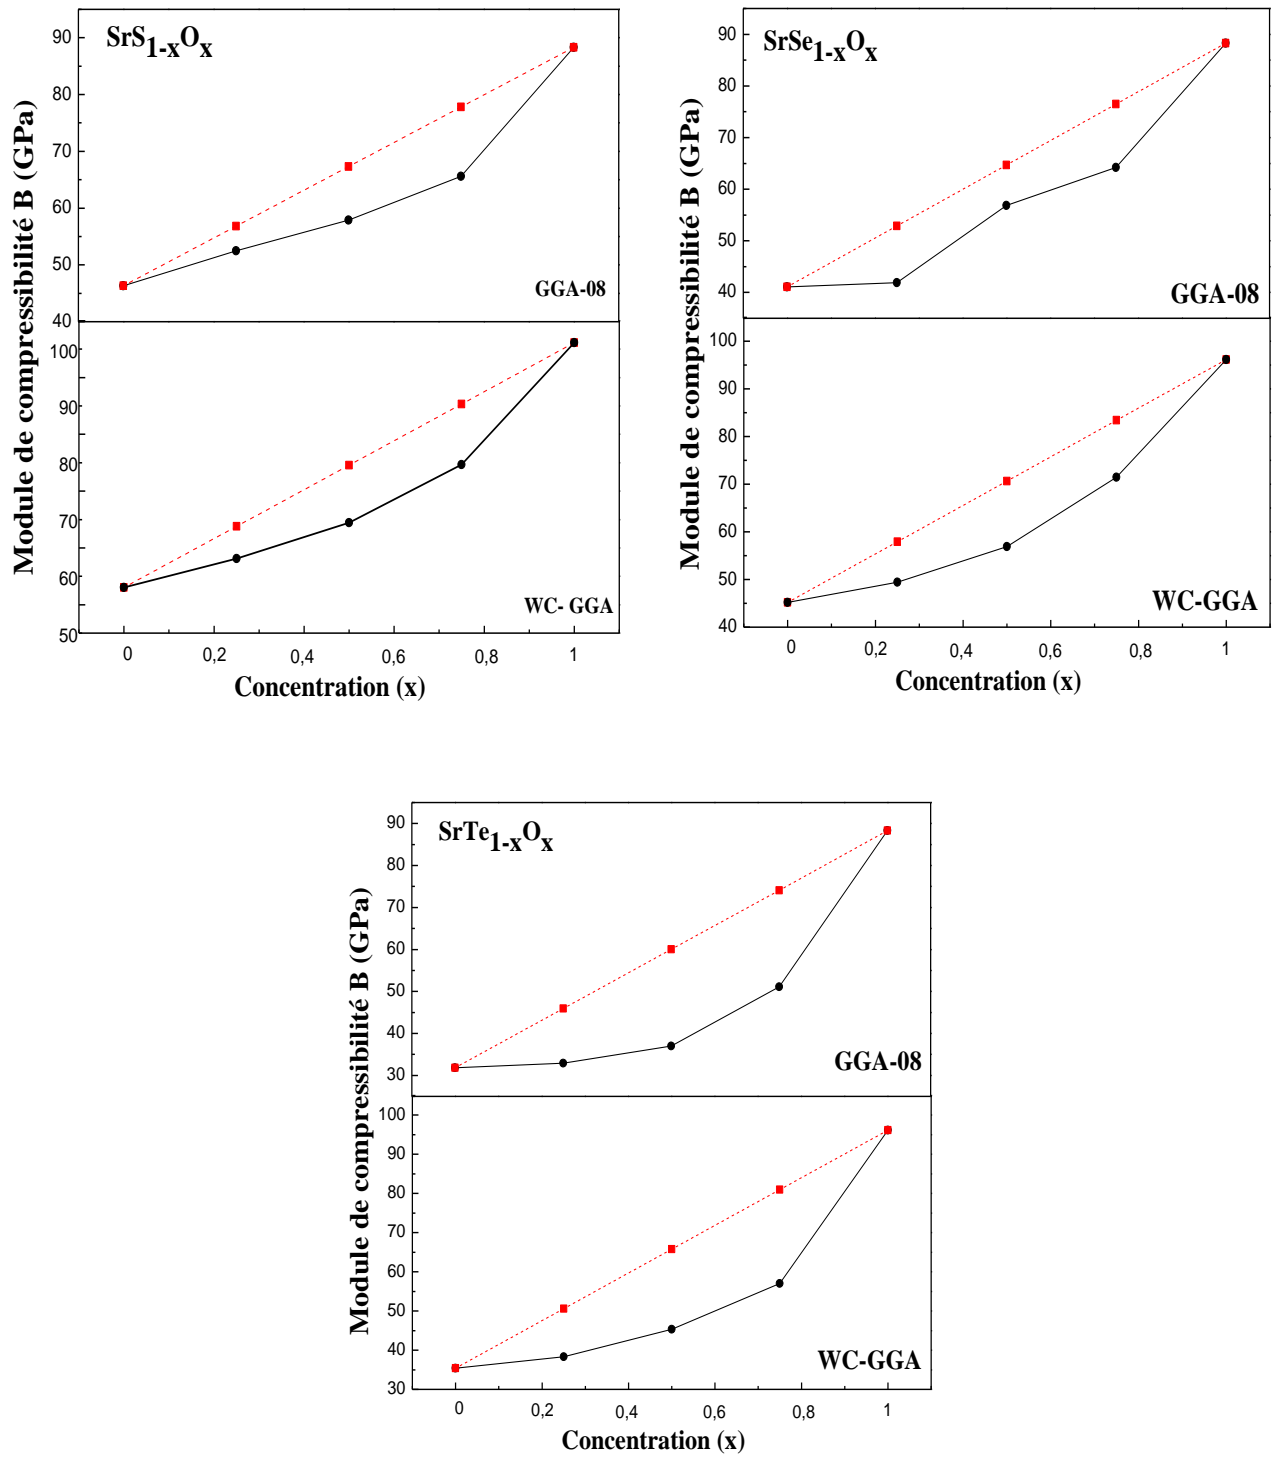 SrS1-xOx
Module de compressibilité B (GPa)
90
80
70
60
50
40
GGA-08
100
90
80
70
60
50
WC- GGA
0 0,2 0,4 0,6 0,8 1
Concentration (x)
SrSe1-xOx
Module de compressibilité B (GPa)
90
80
70
60
50
40
GGA-08
100
90
80
70
60
50
40
WC-GGA
0 0,2 0,4 0,6 0,8 1
Concentration (x)
SrTe1-xOx
Module de compressibilité B (GPa)
90
80
70
60
50
40
30
GGA-08
100
90
80
70
60
50
40
30
WC-GGA
0 0,2 0,4 0,6 0,8 1
Concentration (x)